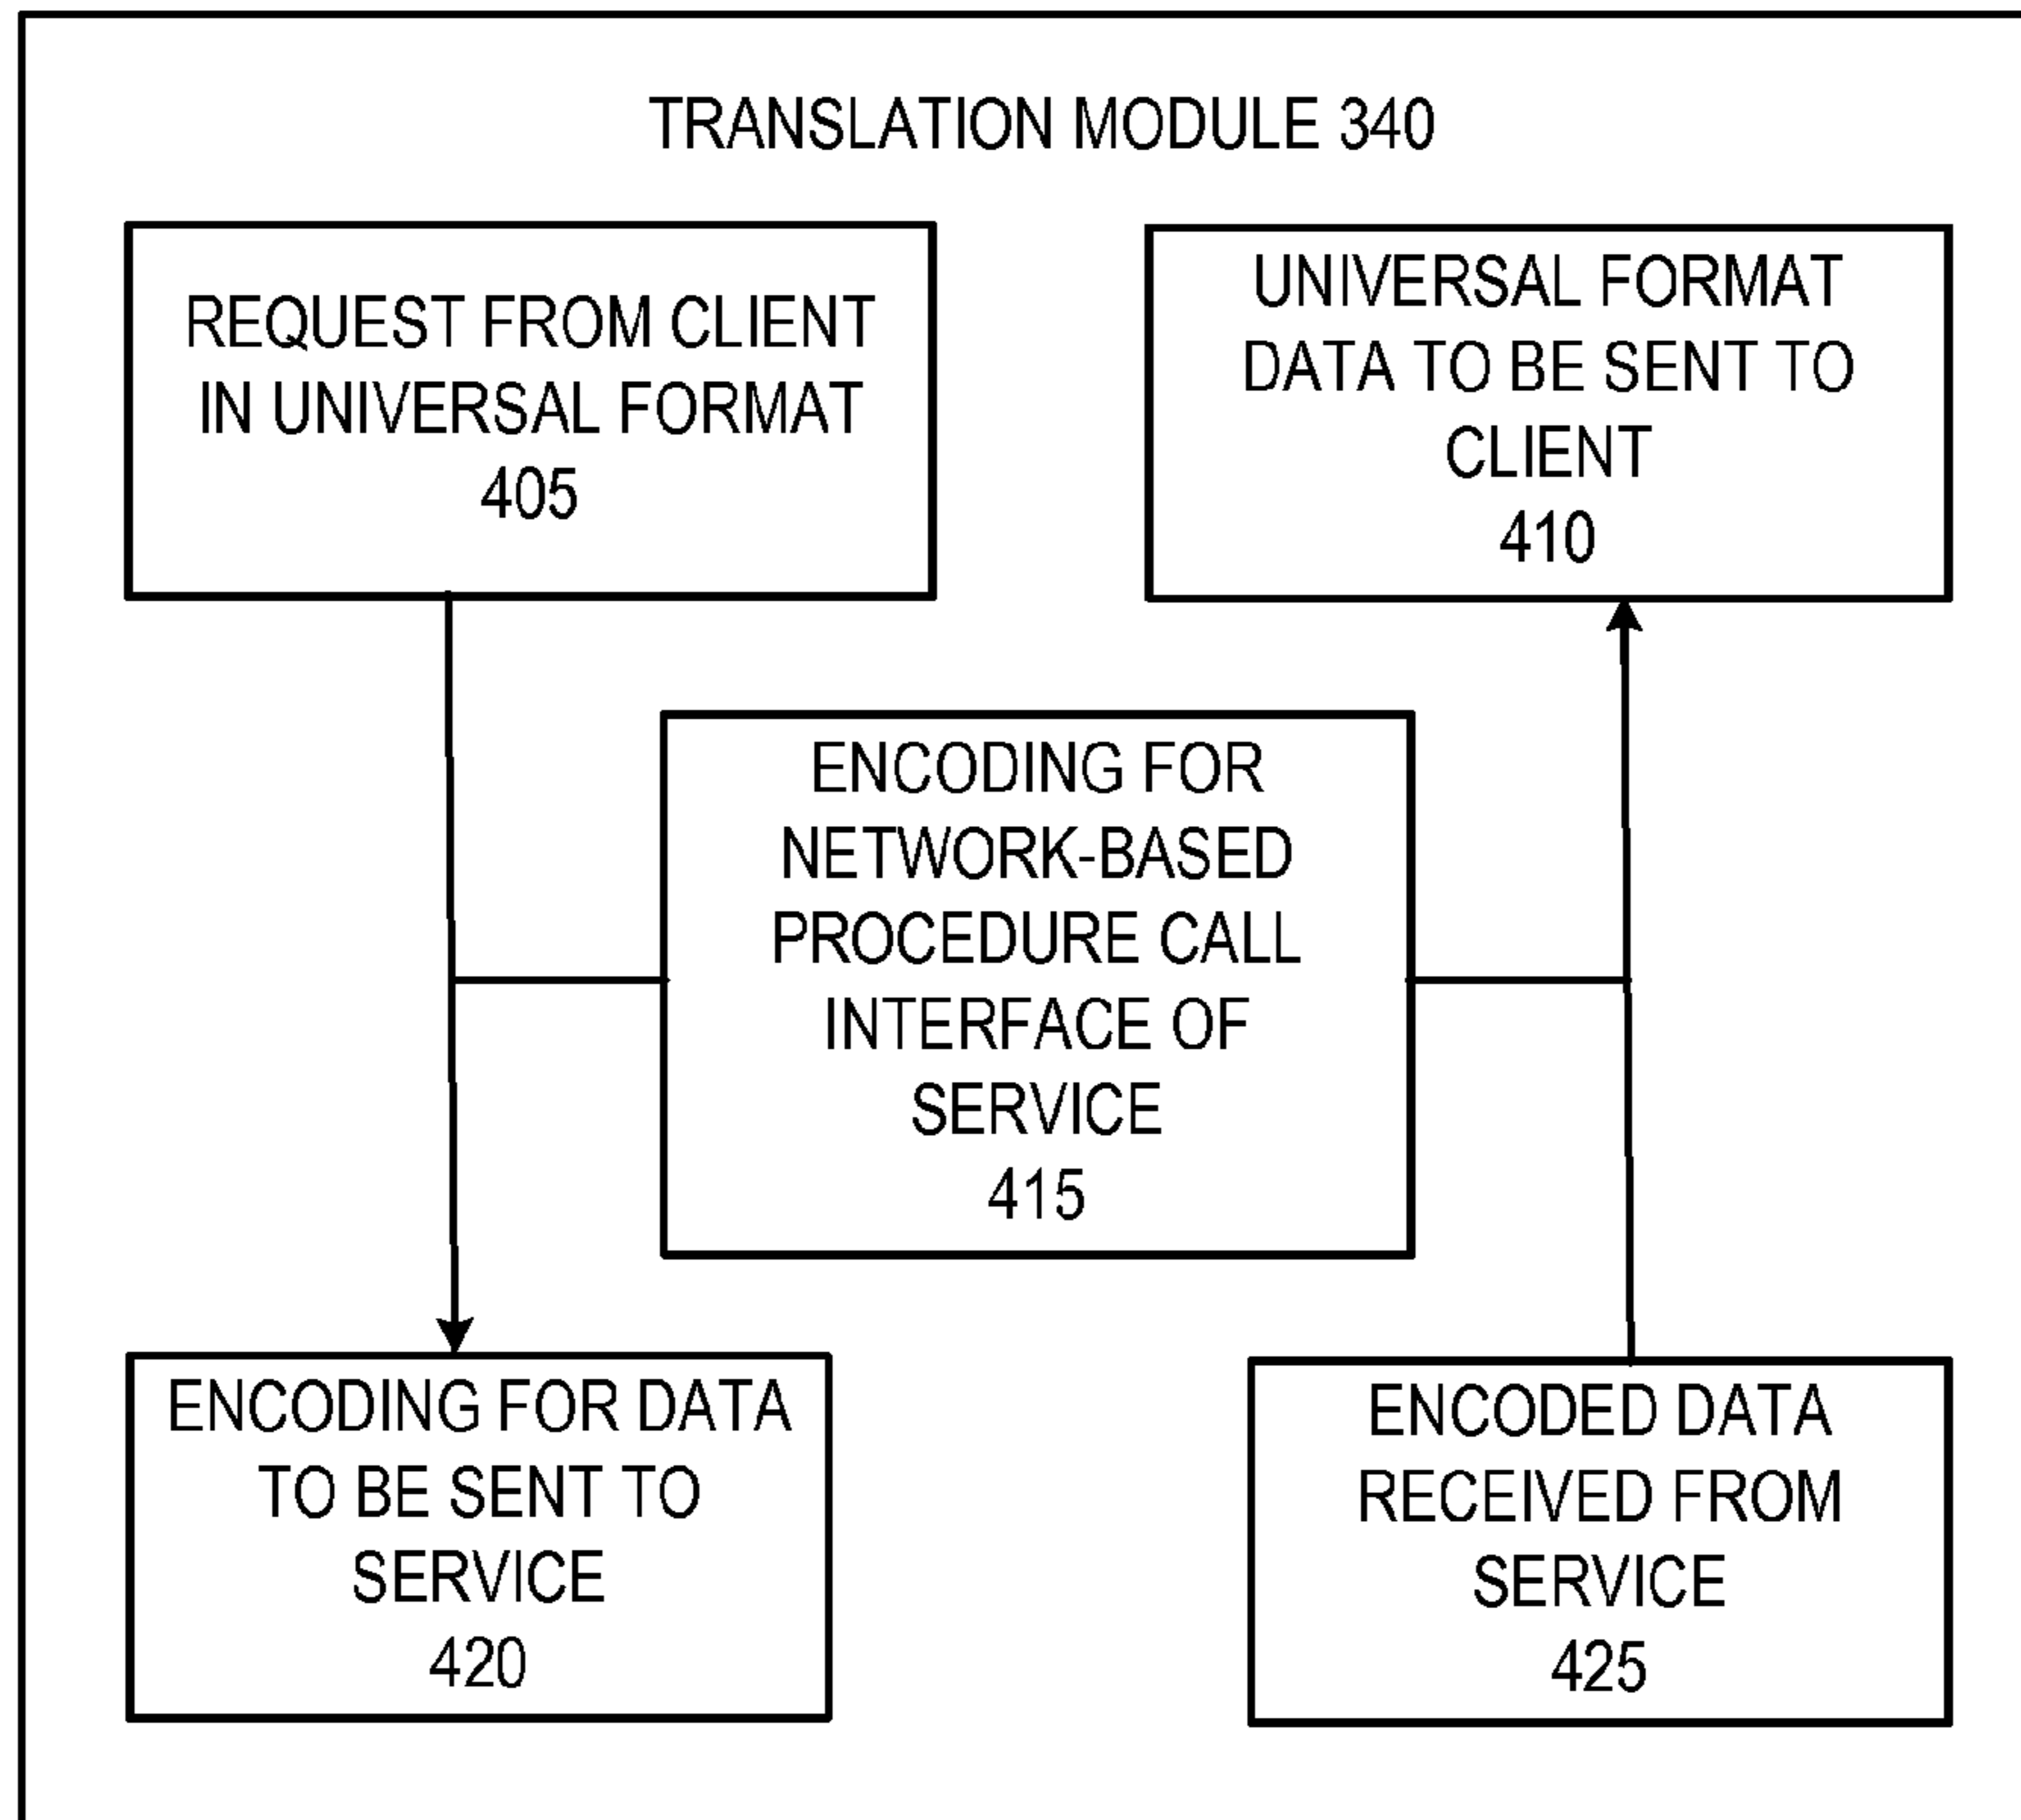 TRANSLATION MODULE 340
REQUEST FROM CLIENT
IN UNIVERSAL FORMAT
405
UNIVERSAL FORMAT
DATA TO BE SENT TO
CLIENT
410
ENCODING FOR
NETWORK-BASED
PROCEDURE CALL
INTERFACE OF
SERVICE
415
ENCODING FOR DATA
TO BE SENT TO
SERVICE
420
ENCODED DATA
RECEIVED FROM
SERVICE
425